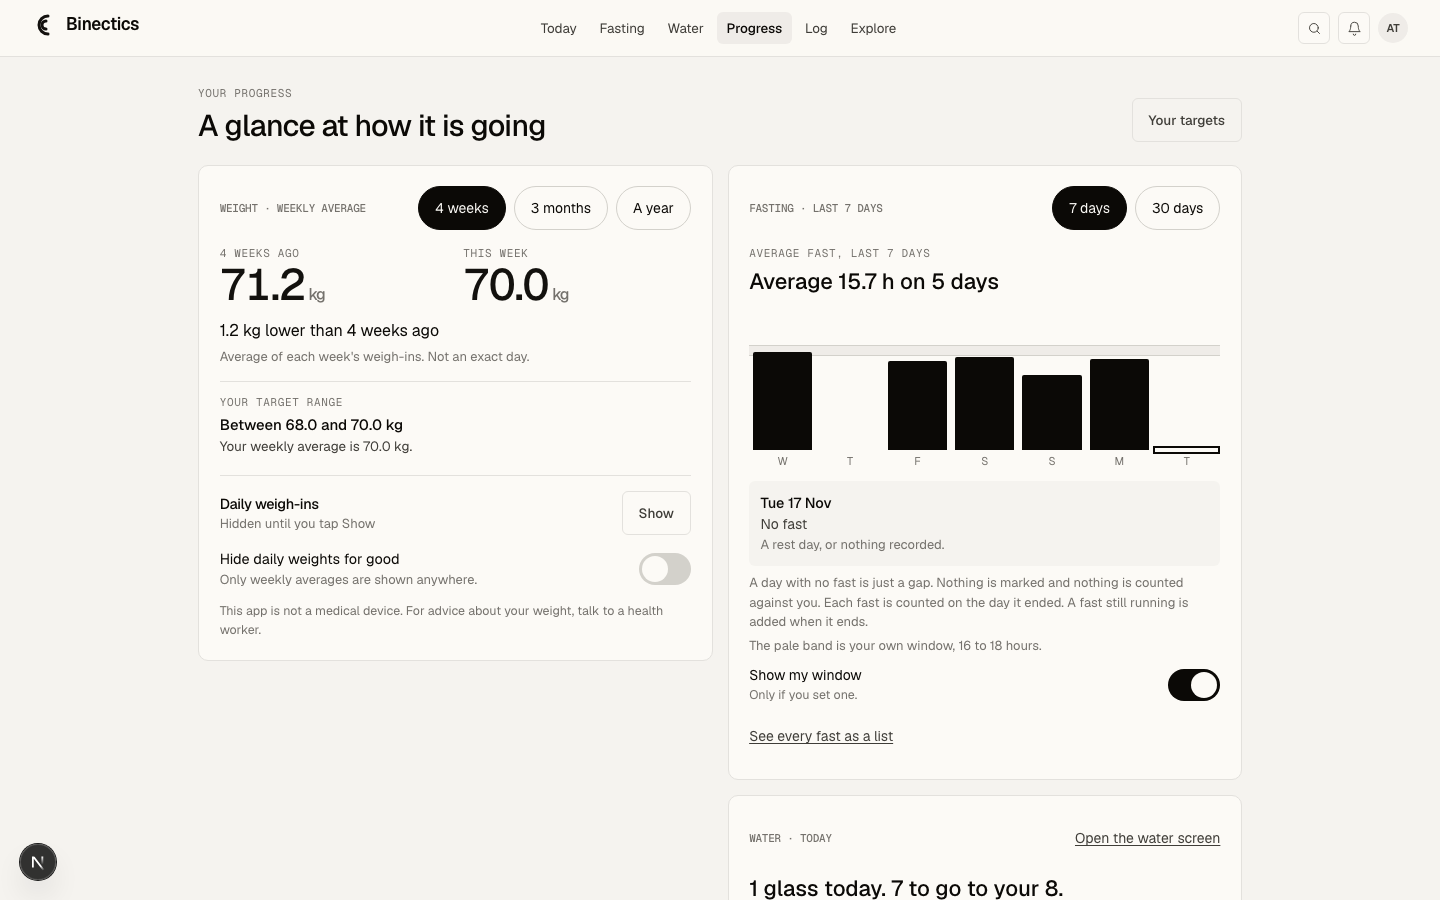 Binectics
Today Fasting Water Progress Log Explore
AT
YOUR PROGRESS
A glance at how it is going
Your targets
WEIGHT · WEEKLY AVERAGE
4 weeks 3 months A year
4 WEEKS AGO
71.2 kg
THIS WEEK
70.0 kg
1.2 kg lower than 4 weeks ago
Average of each week's weigh-ins. Not an exact day.
YOUR TARGET RANGE
Between 68.0 and 70.0 kg
Your weekly average is 70.0 kg.
Daily weigh-ins
Hidden until you tap Show
Show
Hide daily weights for good
Only weekly averages are shown anywhere.
This app is not a medical device. For advice about your weight, talk to a health
worker.
FASTING · LAST 7 DAYS
7 days 30 days
AVERAGE FAST, LAST 7 DAYS
Average 15.7 h on 5 days
W T F S S M T
Tue 17 Nov
No fast
A rest day, or nothing recorded.
A day with no fast is just a gap. Nothing is marked and nothing is counted
against you. Each fast is counted on the day it ended. A fast still running is
added when it ends.
The pale band is your own window, 16 to 18 hours.
Show my window
Only if you set one.
See every fast as a list
WATER · TODAY
Open the water screen
1 glass today. 7 to go to your 8.
N